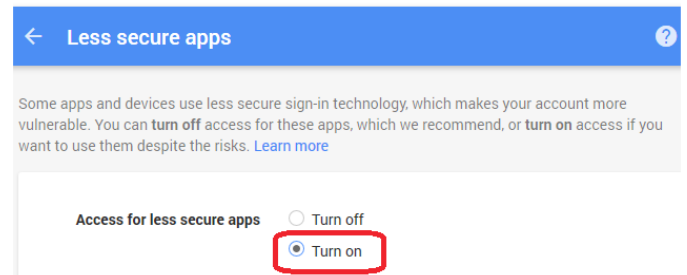 Less secure apps
Some apps and devices use less secure sign-in technology, which makes your account more
vulnerable. You can turn off access for these apps, which we recommend, or turn on access if you
want to use them despite the risks. Learn more
Access for less secure apps
Turn off
Turn on